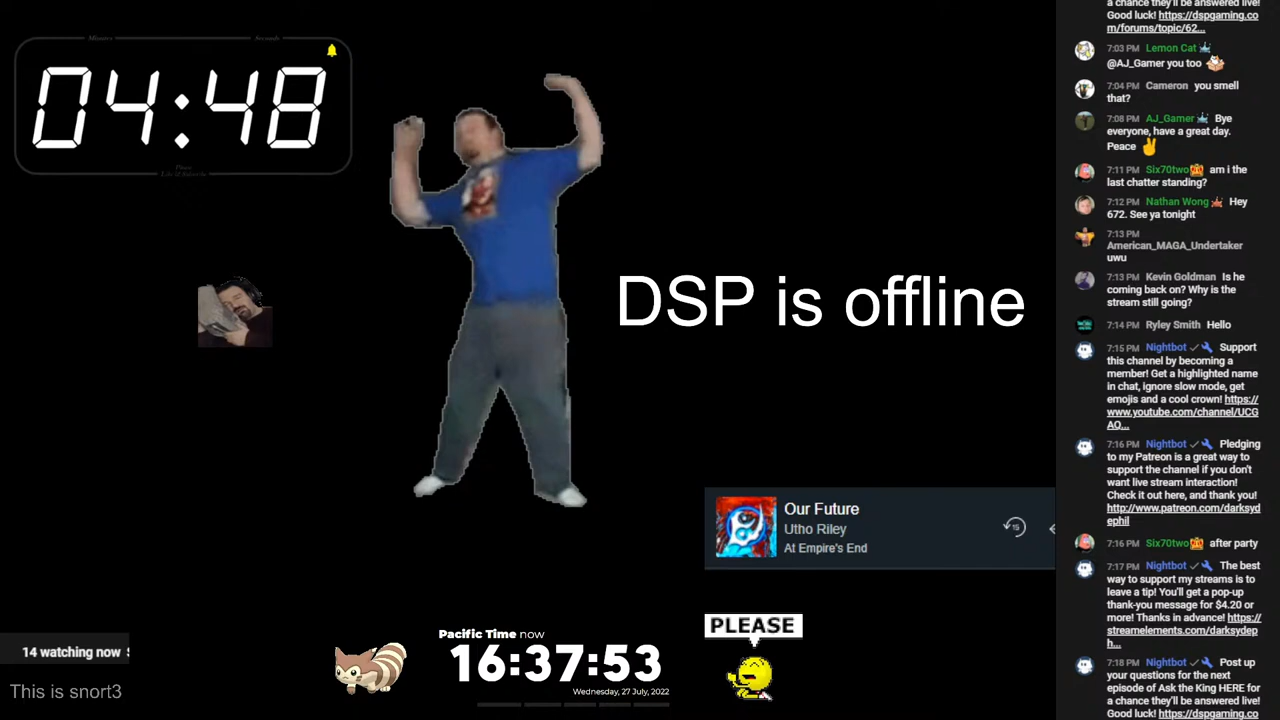 Minutes
Seconds
04:48
DSP is offline
Our Future
Utho Riley
At Empire's End
15
PLEASE
Pacific Time now
16:37:53
Wednesday, 27 July, 2022
14 watching now
This is snort3
a chance they'll be answered live!
Good luck! https://dspgaming.co
m/forums/topic/62...
7:03 PM Lemon Cat
@AJ_Gamer you too
7:04 PM Cameron you smell
that?
7:08 PM AJ_Gamer Bye
everyone, have a great day.
Peace
7:11 PM Six70two am i the
last chatter standing?
7:12 PM Nathan Wong Hey
672. See ya tonight
7:13 PM
American_MAGA_Undertaker
uwu
7:13 PM Kevin Goldman Is he
coming back on? Why is the
stream still going?
7:14 PM Ryley Smith Hello
7:15 PM Nightbot Support
this channel by becoming a
member! Get a highlighted name
in chat, ignore slow mode, get
emojis and a cool crown! https://
www.youtube.com/channel/UCG
AO...
7:16 PM Nightbot Pledging
to my Patreon is a great way to
support the channel if you don't
want live stream interaction!
Check it out here, and thank you!
http://www.patreon.com/darksyd
ephil
7:16 PM Six70two after party
7:17 PM Nightbot The best
way to support my streams is to
leave a tip! You'll get a pop-up
thank-you message for $4.20 or
more! Thanks in advance! https://
streamelements.com/darksydep
h...
7:18 PM Nightbot Post up
your questions for the next
episode of Ask the King HERE for
a chance they'll be answered live!
Good luck! https://dspgaming.co